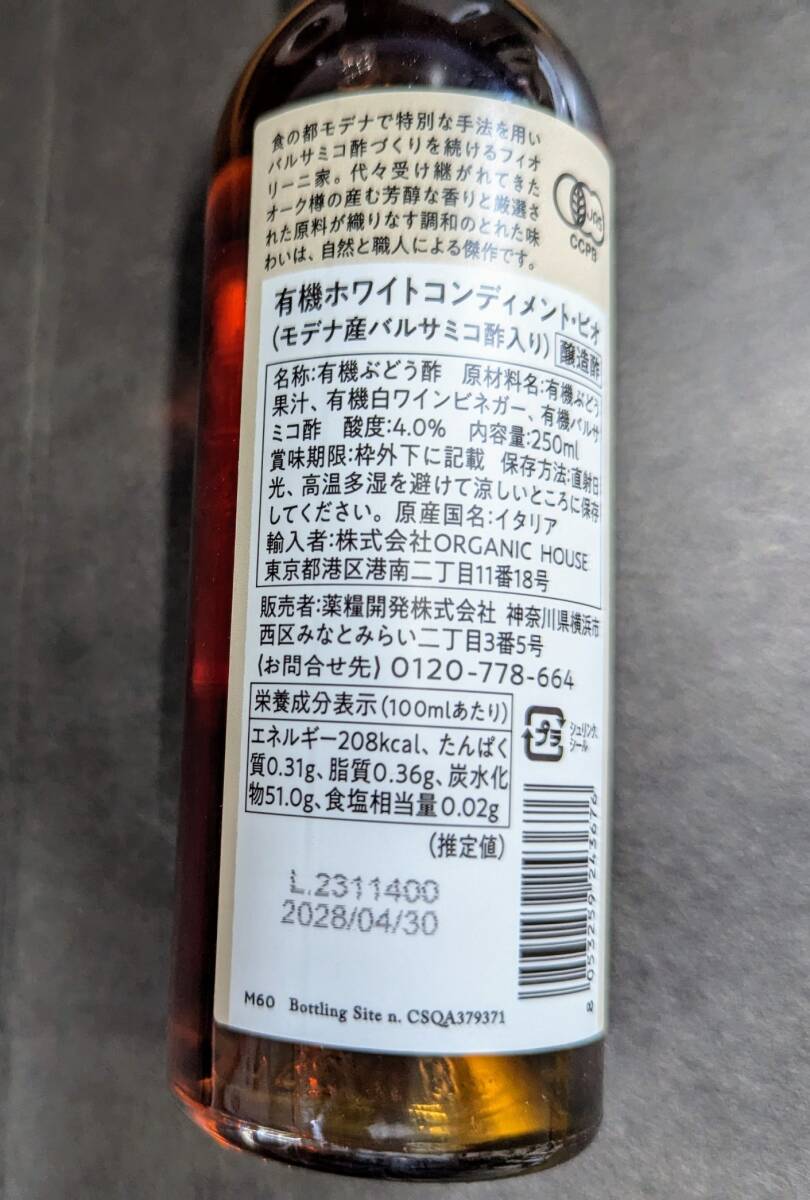 食の都モデナで特別な手法を用い
バルサミコ酢づくりを続けるフィオ
リーニ家。代々受け継がれてきた
オーク樽の産む芳醇な香りと厳選さ
れた原料が織りなす調和のとれた味
わいは、自然と職人による傑作です。
JAS
CCPB
有機ホワイトコンディメント・ビオ
(モデナ産バルサミコ酢入り) 醸造酢
名称:有機ぶどう酢 原材料名:有機ぶどう
果汁、有機白ワインビネガー、有機バルサ
ミコ酢 酸度:4.0% 内容量:250ml
賞味期限:枠外下に記載 保存方法:直射日
光、高温多湿を避けて涼しいところに保存
してください。原産国名:イタリア
輸入者:株式会社ORGANIC HOUSE
東京都港区港南二丁目11番18号
販売者:薬糧開発株式会社 神奈川県横浜市
西区みなとみらい二丁目3番5号
(お問合せ先) 0120-778-664
栄養成分表示(100mlあたり)
エネルギー208kcal、たんぱく
質0.31g、脂質0.36g、炭水化
物51.0g、食塩相当量0.02g
(推定値)
プラ
シュリンク、
シール
L.2311400
2028/04/30
8 053259 243676
M60 Bottling Site n. CSQA379371